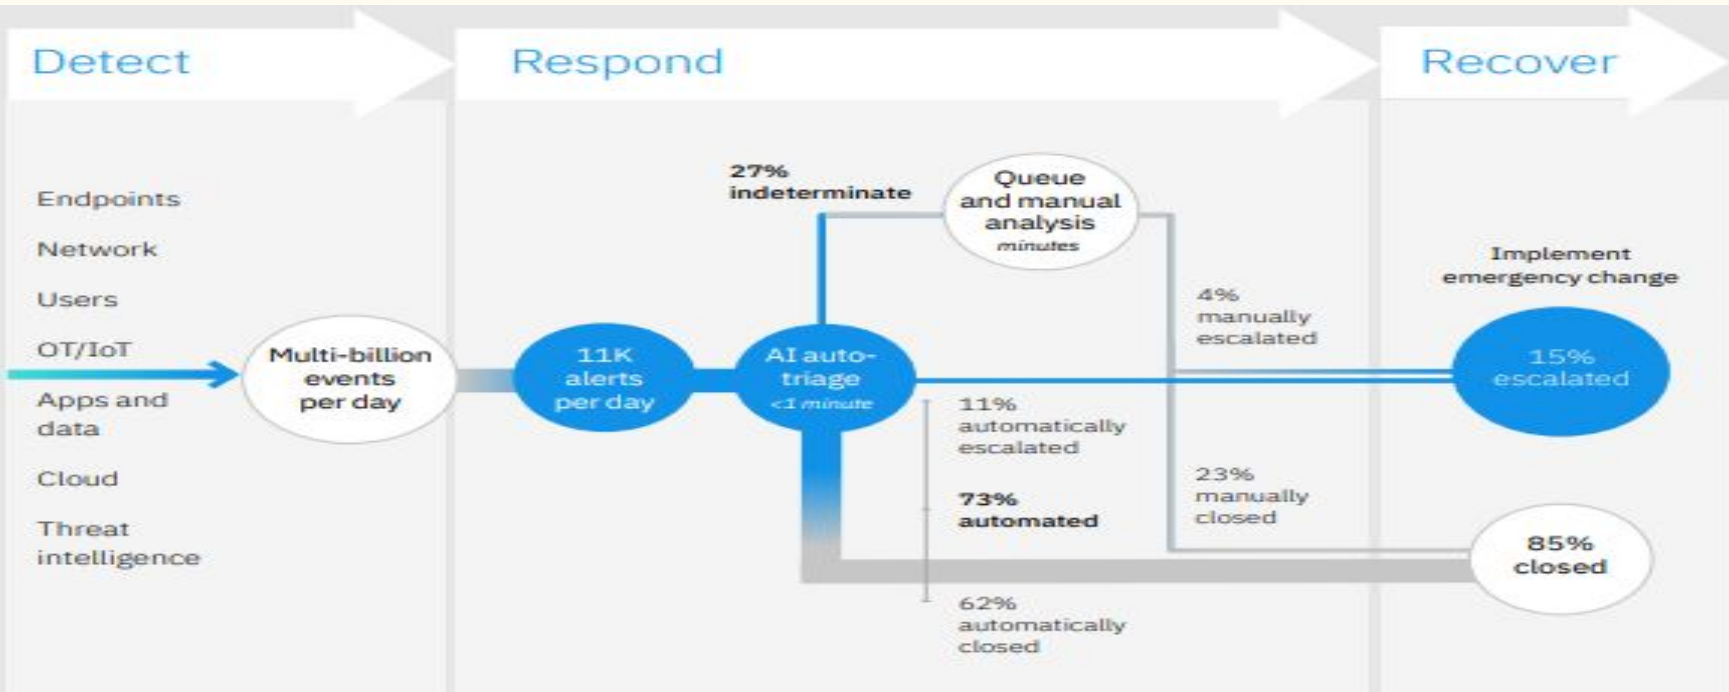 Detect
Respond
Recover
Endpoints
Network
Users
OT/IoT
Apps and
data
Cloud
Threat
intelligence
Multi-billion
events
per day
11K
alerts
per day
AI auto-
triage
<1 minute
27%
indeterminate
Queue
and manual
analysis
minutes
11%
automatically
escalated
73%
automated
62%
automatically
closed
4%
manually
escalated
23%
manually
closed
Implement
emergency change
15%
escalated
85%
closed